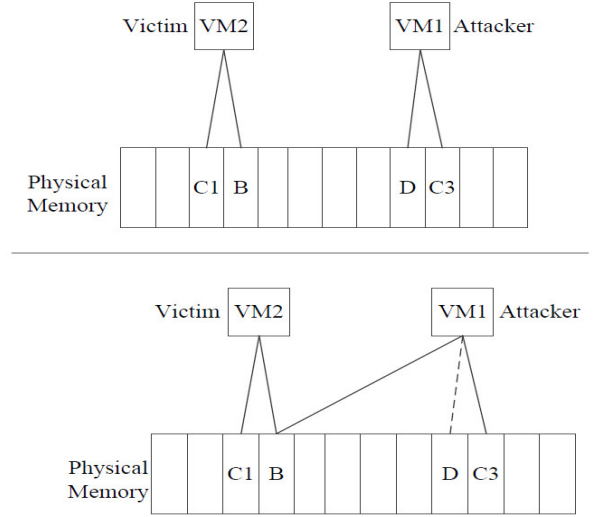 Victim VM2 VM1 Attacker
Physical
Memory
C1 B D C3
Victim VM2 VM1 Attacker
Physical
Memory
C1 B D C3